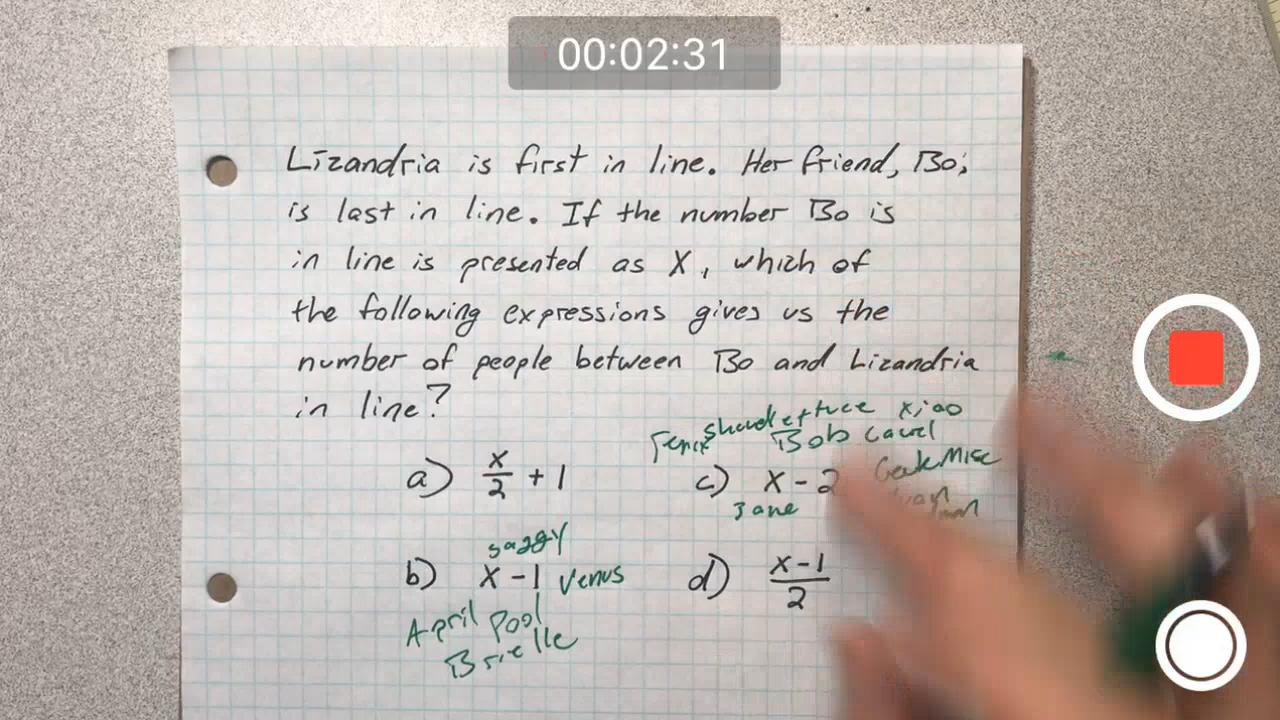 00:02:31
Lizandria is first in line. Her friend, Bo,
is last in line. If the number Bo is
in line is presented as X, which of
the following expressions gives us the
number of people between Bo and Lizandria
in line?
xiao
Bob
a) x/2 + 1
c) x - 2
Jane
saggy
b) x - 1 Venus
d) x-1/2
April Pool
Brielle